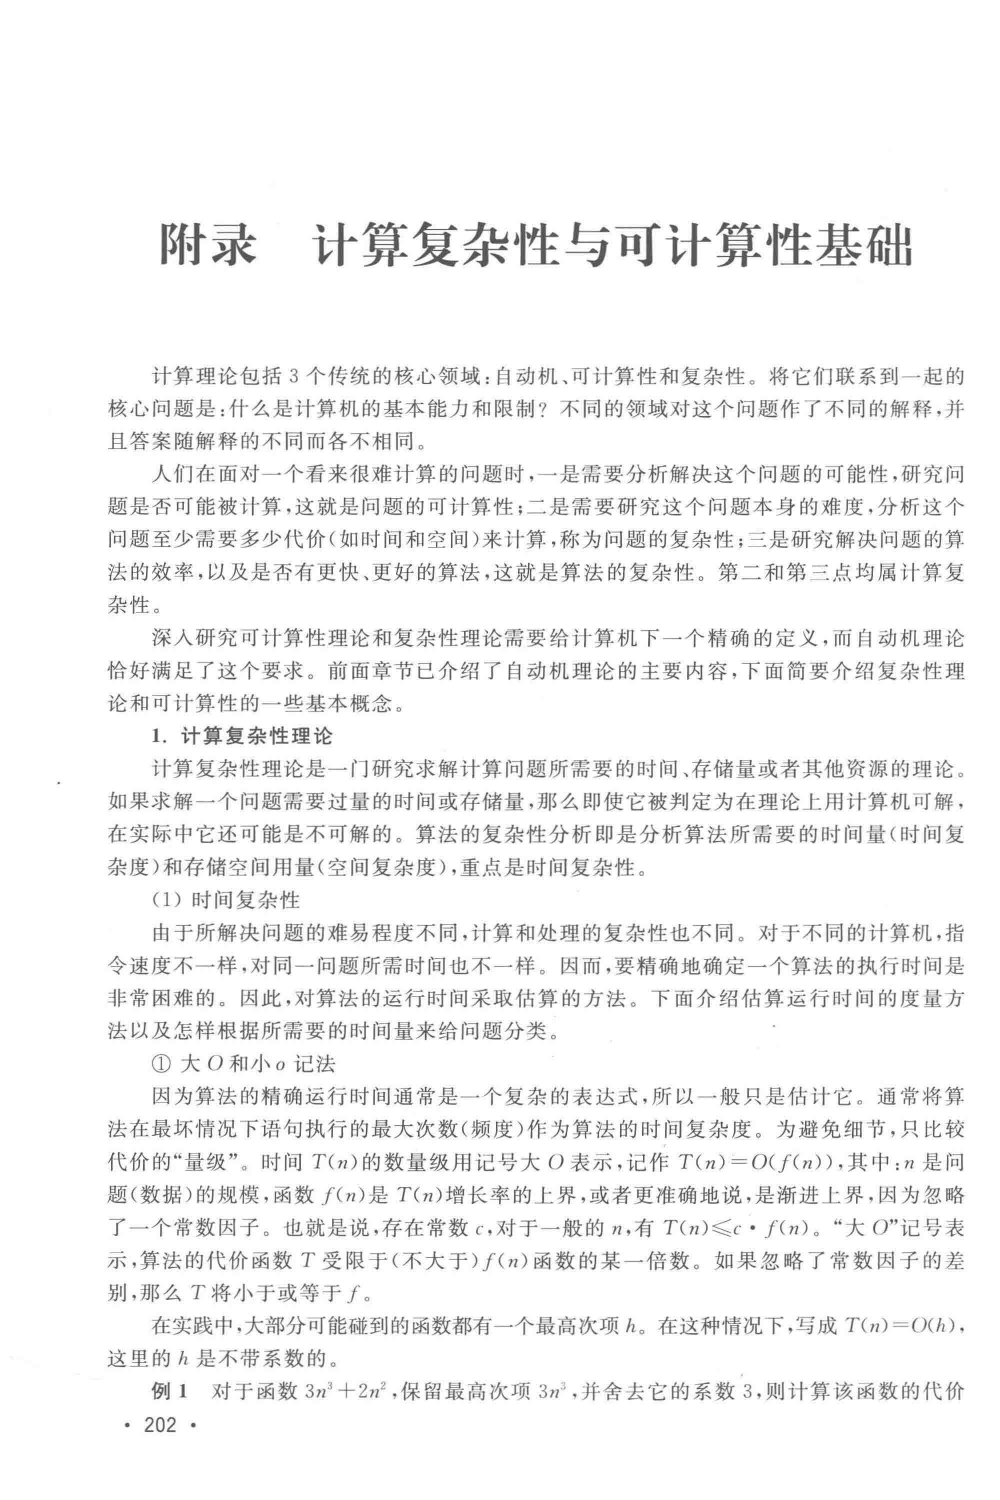 附录　计算复杂性与可计算性基础
计算理论包括 3 个传统的核心领域:自动机、可计算性和复杂性。将它们联系到一起的
核心问题是:什么是计算机的基本能力和限制？不同的领域对这个问题作了不同的解释,并
且答案随解释的不同而各不相同。
人们在面对一个看来很难计算的问题时,一是需要分析解决这个问题的可能性,研究问
题是否可能被计算,这就是问题的可计算性;二是需要研究这个问题本身的难度,分析这个
问题至少需要多少代价(如时间和空间)来计算,称为问题的复杂性;三是研究解决问题的算
法的效率,以及是否有更快、更好的算法,这就是算法的复杂性。第二和第三点均属计算复
杂性。
深入研究可计算性理论和复杂性理论需要给计算机下一个精确的定义,而自动机理论
恰好满足了这个要求。前面章节已介绍了自动机理论的主要内容,下面简要介绍复杂性理
论和可计算性的一些基本概念。
1. 计算复杂性理论
计算复杂性理论是一门研究求解计算问题所需要的时间、存储量或者其他资源的理论。
如果求解一个问题需要过量的时间或存储量,那么即使它被判定为在理论上用计算机可解,
在实际中它还可能是不可解的。算法的复杂性分析即是分析算法所需要的时间量(时间复
杂度)和存储空间用量(空间复杂度),重点是时间复杂性。
(1) 时间复杂性
由于所解决问题的难易程度不同,计算和处理的复杂性也不同。对于不同的计算机,指
令速度不一样,对同一问题所需时间也不一样。因而,要精确地确定一个算法的执行时间是
非常困难的。因此,对算法的运行时间采取估算的方法。下面介绍估算运行时间的度量方
法以及怎样根据所需要的时间量来给问题分类。
① 大 O 和小 o 记法
因为算法的精确运行时间通常是一个复杂的表达式,所以一般只是估计它。通常将算
法在最坏情况下语句执行的最大次数(频度)作为算法的时间复杂度。为避免细节,只比较
代价的“量级”。时间 T(n)的数量级用记号大 O 表示,记作 T(n)=O(f(n)),其中:n 是问
题(数据)的规模,函数 f(n)是 T(n)增长率的上界,或者更准确地说,是渐进上界,因为忽略
了一个常数因子。也就是说,存在常数 c,对于一般的 n,有 T(n)≤c·f(n)。“大 O”记号表
示,算法的代价函数 T 受限于(不大于)f(n)函数的某一倍数。如果忽略了常数因子的差
别,那么 T 将小于或等于 f。
在实践中,大部分可能碰到的函数都有一个最高次项 h。在这种情况下,写成 T(n)=O(h),
这里的 h 是不带系数的。
例 1　对于函数 3n³+2n²,保留最高次项 3n³,并舍去它的系数 3,则计算该函数的代价
· 202 ·